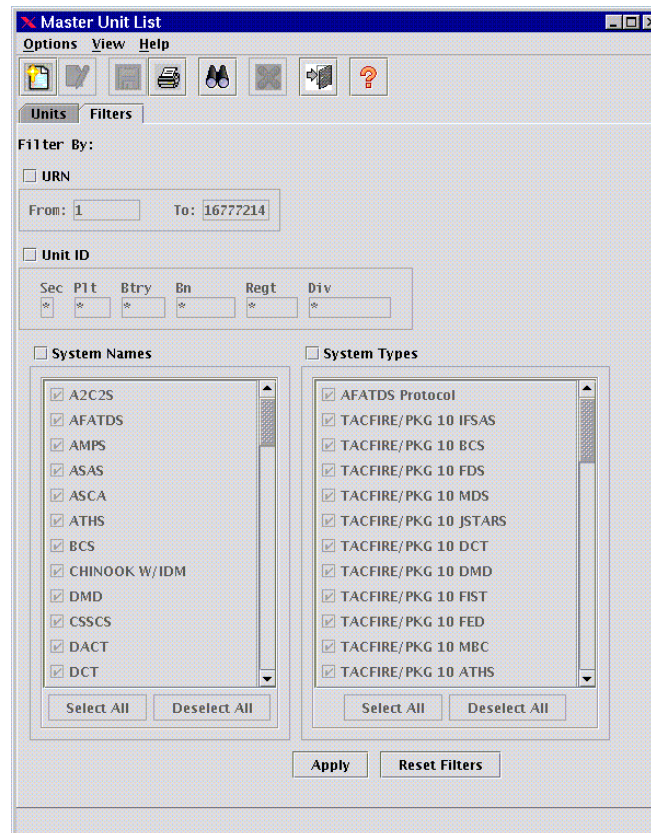 Master Unit List
Options View Help
Units Filters
Filter By:
URN
From: 1 To: 16777214
Unit ID
Sec Plt Btry Bn Regt Div
* * * * * *
System Names
A2C2S
AFATDS
AMPS
ASAS
ASCA
ATHS
BCS
CHINOOK W/IDM
DMD
CSSCS
DACT
DCT
Select All Deselect All
System Types
AFATDS Protocol
TACFIRE/PKG 10 IFSAS
TACFIRE/PKG 10 BCS
TACFIRE/PKG 10 FDS
TACFIRE/PKG 10 MDS
TACFIRE/PKG 10 JSTARS
TACFIRE/PKG 10 DCT
TACFIRE/PKG 10 DMD
TACFIRE/PKG 10 FIST
TACFIRE/PKG 10 FED
TACFIRE/PKG 10 MBC
TACFIRE/PKG 10 ATHS
Select All Deselect All
Apply Reset Filters